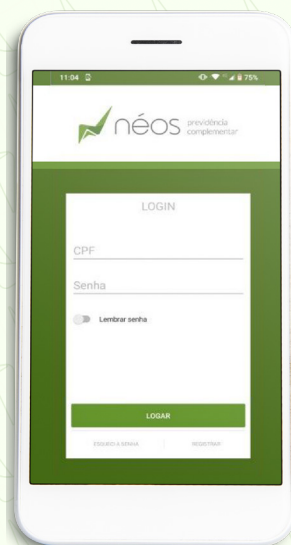 11:04 75%
néos previdência
complementar
LOGIN
CPF
Senha
Lembrar senha
LOGAR
ESQUECI A SENHA REGISTRAR